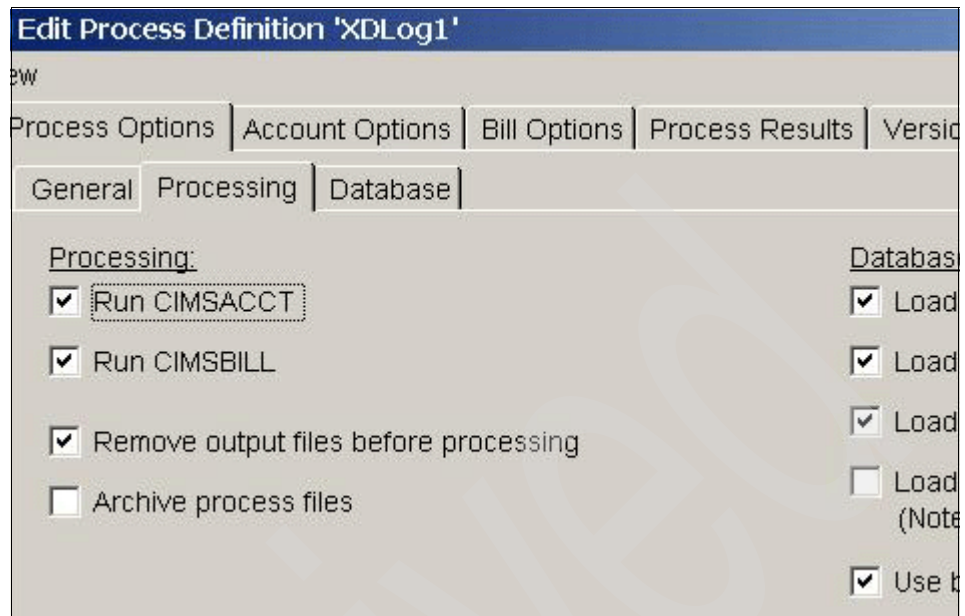 Edit Process Definition 'XDLog1'
Process Options Account Options Bill Options Process Results
General Processing Database
Processing:
Run CIMSACCT
Run CIMSBILL
Remove output files before processing
Archive process files
Load
Load
Load
Load
(Note
Use